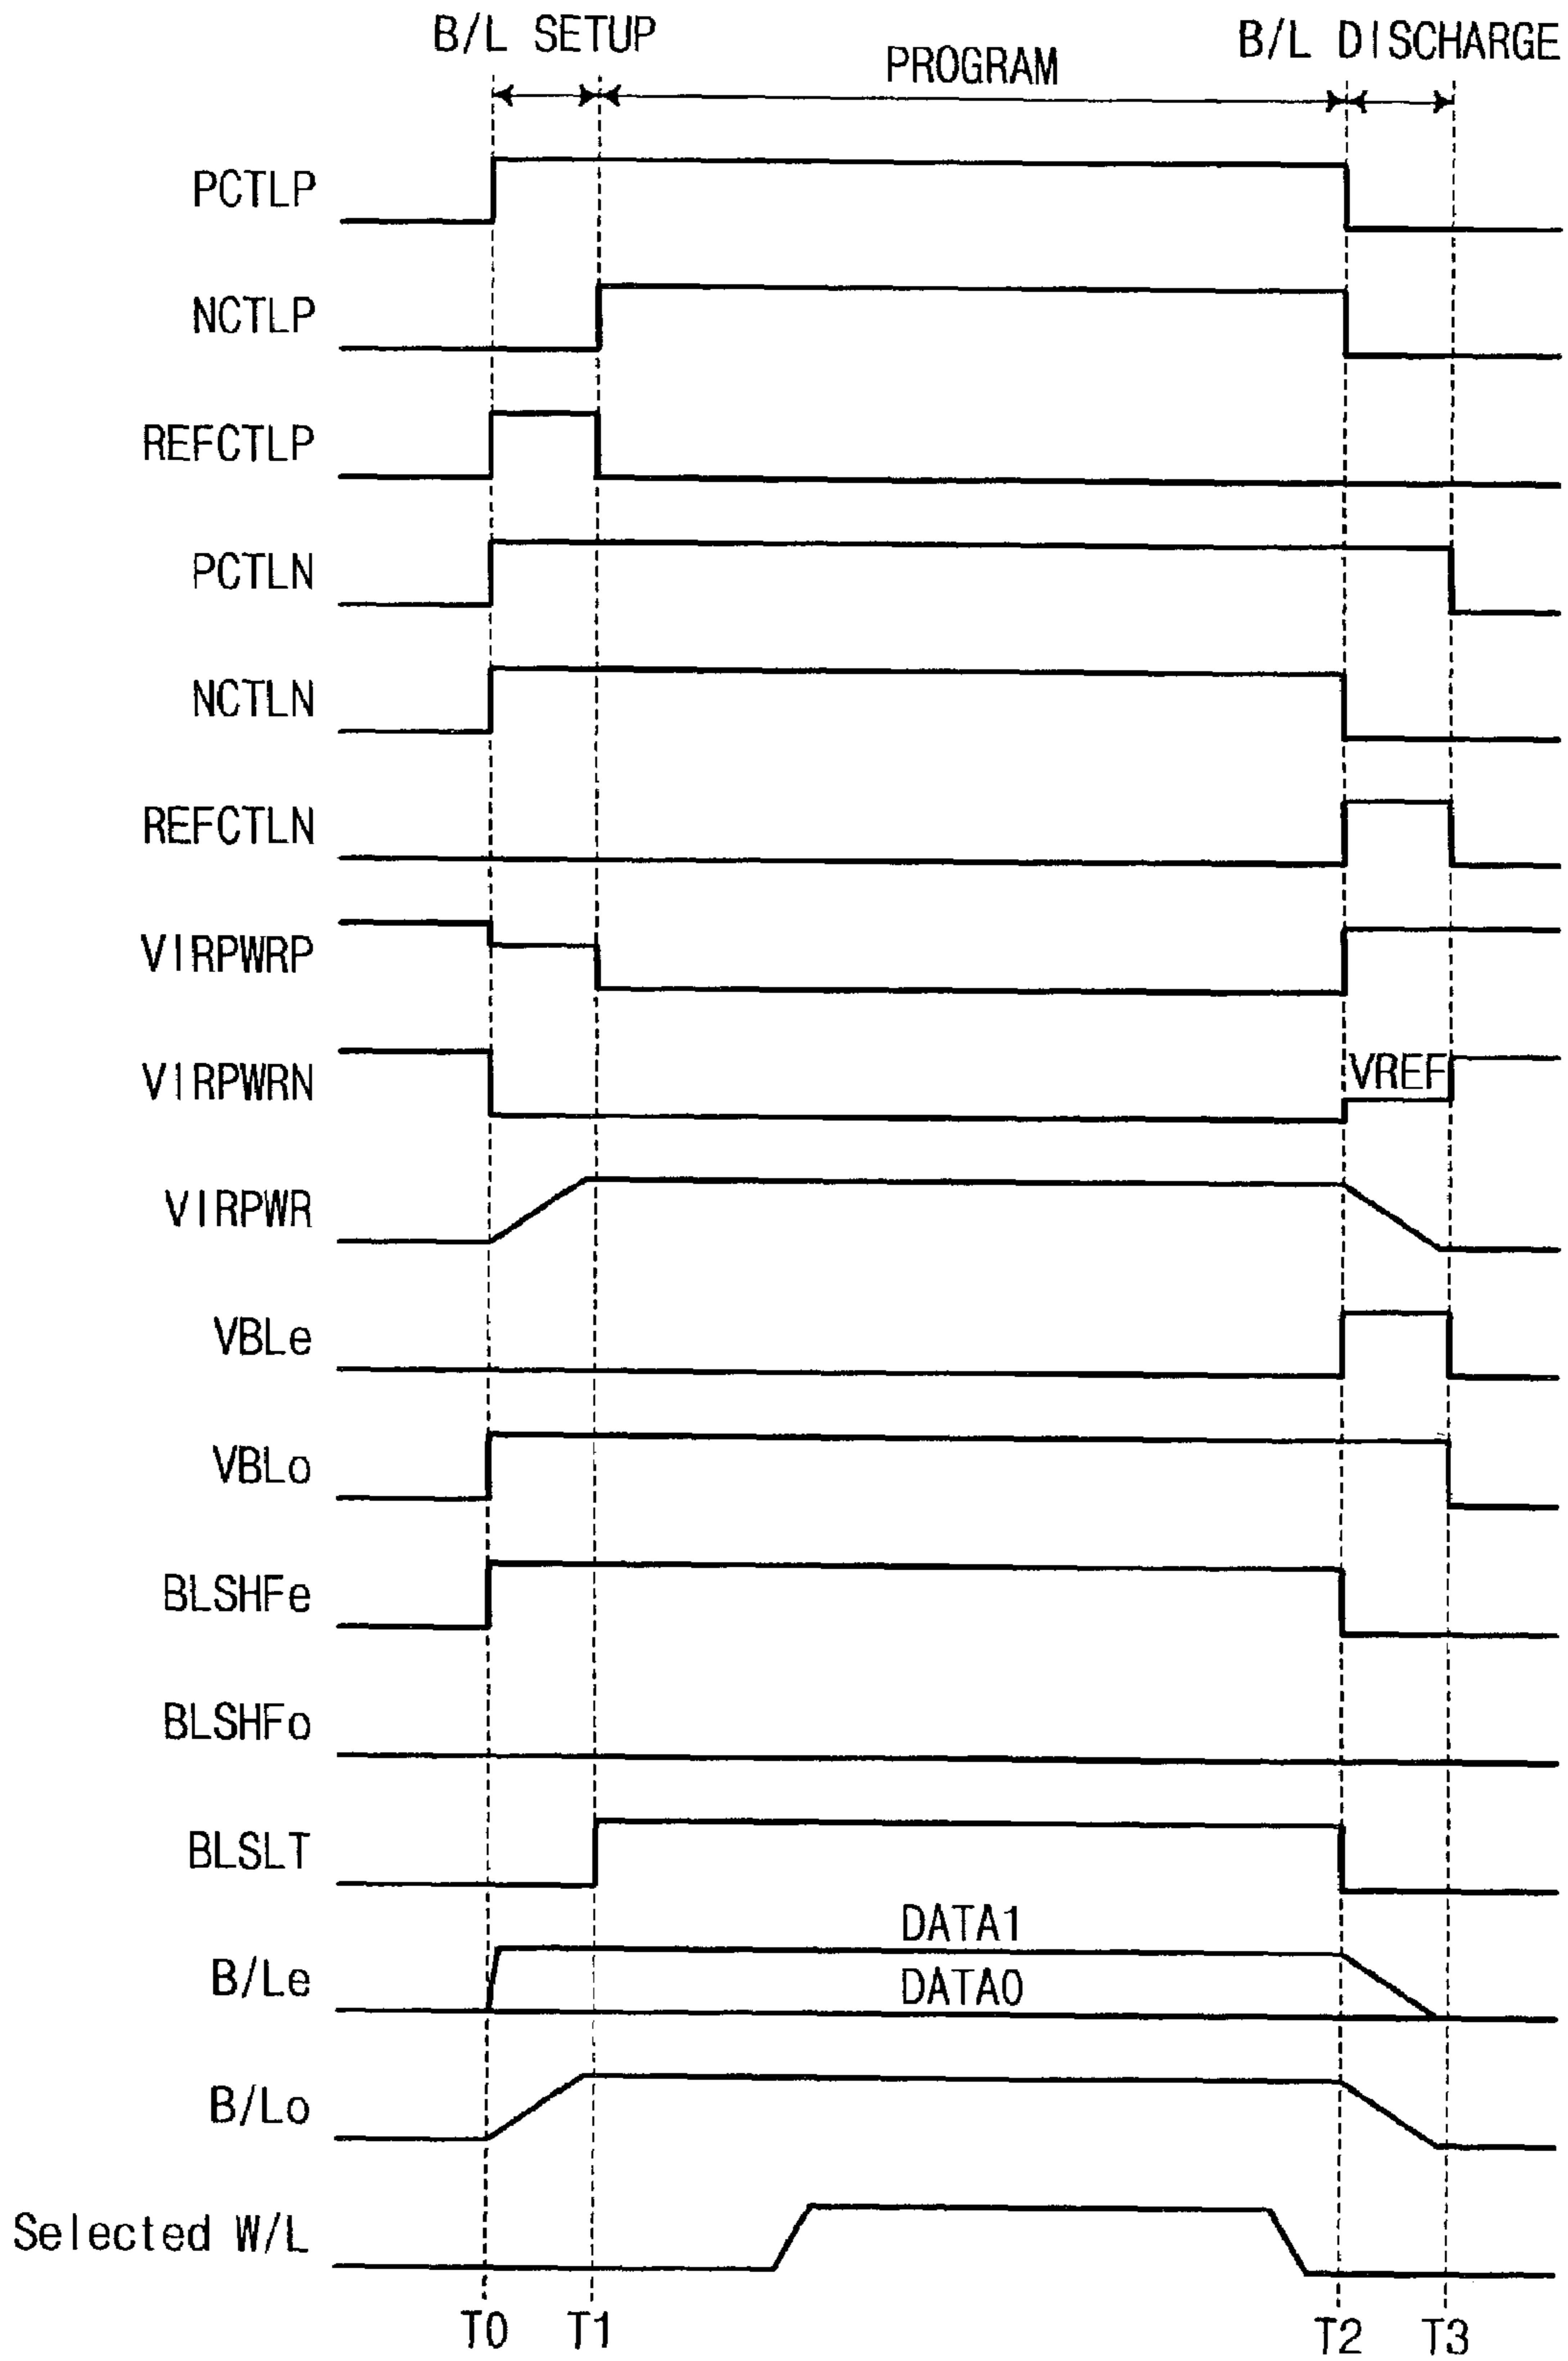 B/L SETUP
PROGRAM
B/L DISCHARGE
PCTLP
NCTLP
REFCTLP
PCTLN
NCTLN
REFCTLN
VIRPWRP
VIRPWRN
VREF
VIRPWR
VBLe
VBLo
BLSHFe
BLSHFo
BLSLT
DATA1
B/Le
DATA0
B/Lo
Selected W/L
T0 T1 T2 T3